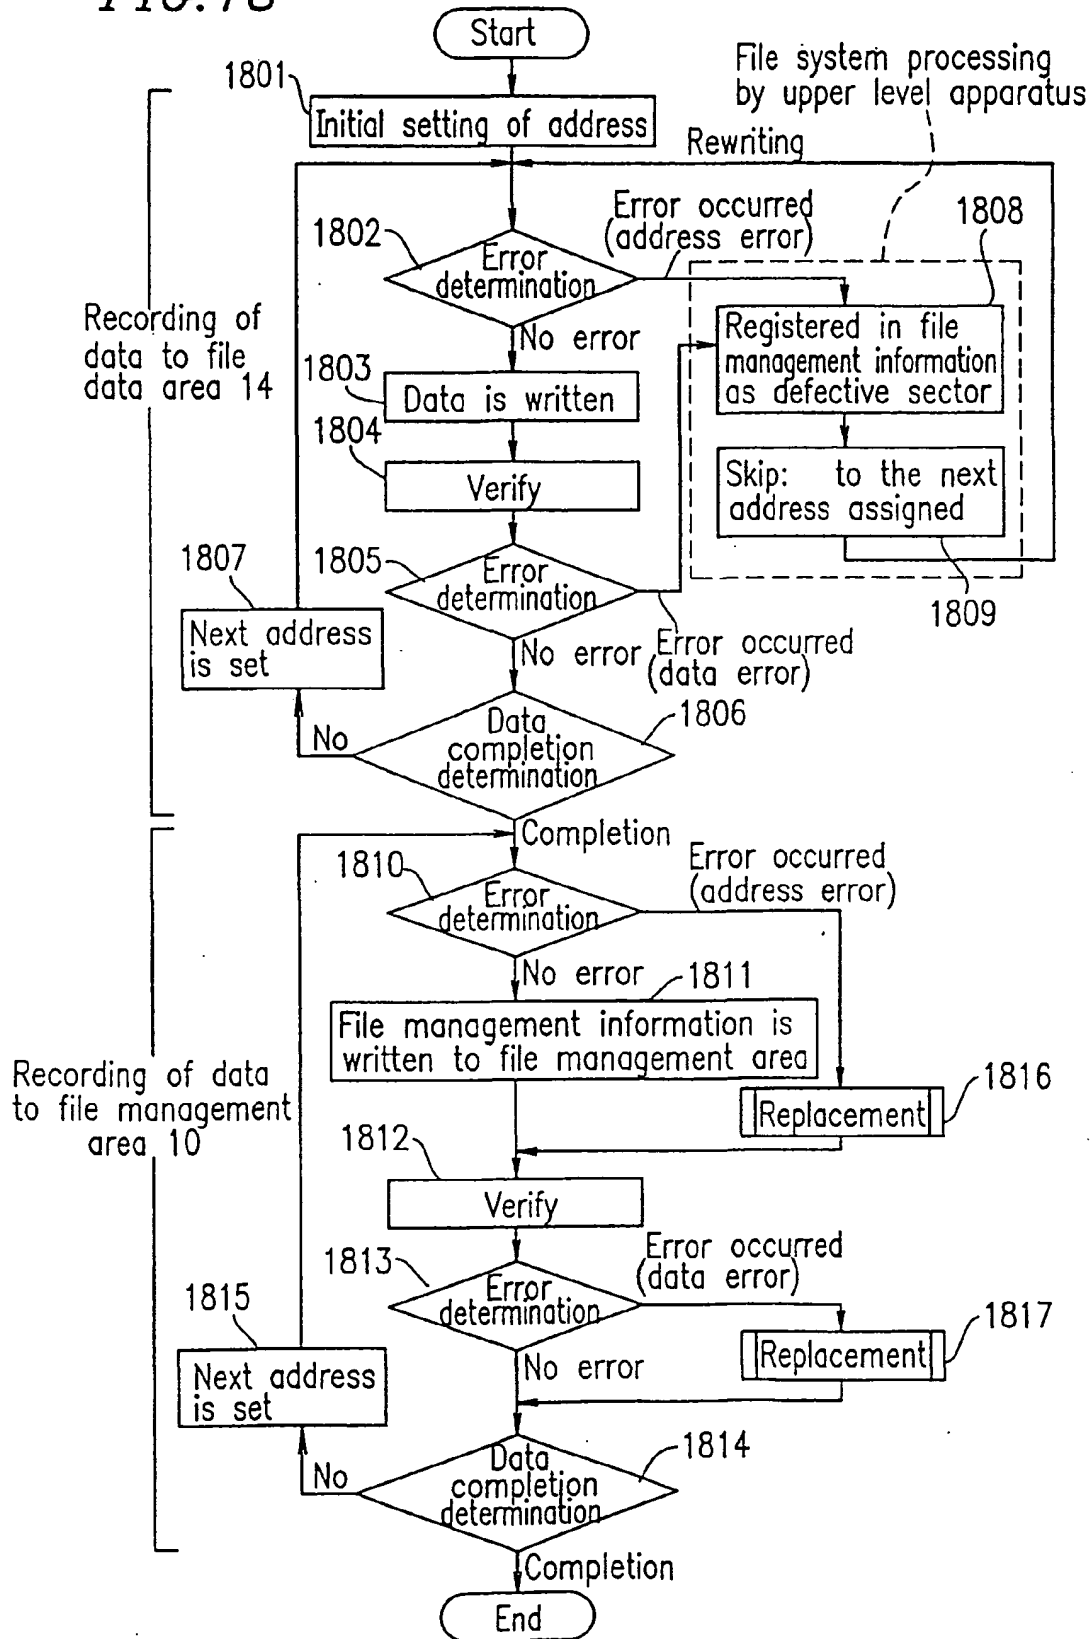 Start
File system processing
by upper level apparatus
1801
Initial setting of address
Rewriting
Error occurred
(address error)
1808
1802
Error
determination
Recording of
data to file
data area 14
No error
Registered in file
management information
as defective sector
1803
Data is written
1804
Verify
Skip: to the next
address assigned
1809
1807
1805
Error
determination
Next address
is set
No error
Error occurred
(data error)
1806
Data
completion
determination
No
Completion
1810
Error
determination
Error occurred
(address error)
No error
1811
File management information is
written to file management area
Recording of data
to file management
area 10
1816
Replacement
1812
Verify
Error occurred
(data error)
1813
Error
determination
1815
1817
Replacement
Next address
is set
No error
1814
Data
completion
determination
No
Completion
End